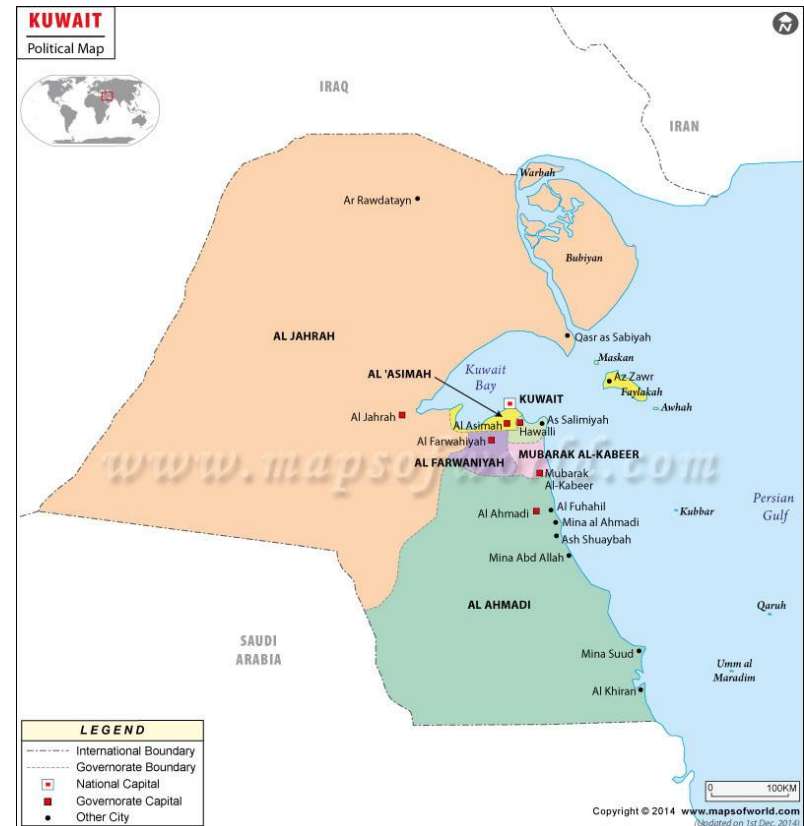 KUWAIT
Political Map
IRAQ
IRAN
Warbah
Ar Rawdatayn
Bubiyan
AL JAHRAH
Qasr as Sabiyah
Maskan
Kuwait
Bay
AL 'ASIMAH
Az Zawr
Faylakah
KUWAIT
Awhah
Al Jahrah
Al Asimah
As Salimiyah
Hawalli
Al Farwahiyah
MUBARAK AL-KABEER
AL FARWANIYAH
www.mapsofworld.com
Mubarak
Al-Kabeer
Persian
Gulf
Al Ahmadi
Al Fuhahil
Kubbar
Mina al Ahmadi
Ash Shuaybah
Mina Abd Allah
AL AHMADI
Qaruh
SAUDI
ARABIA
Mina Suud
Umm al
Maradim
Al Khiran
LEGEND
International Boundary
Governorate Boundary
National Capital
Governorate Capital
Other City
0 100KM
Copyright © 2014 www.mapsofworld.com
(Updated on 1st Dec, 2014)